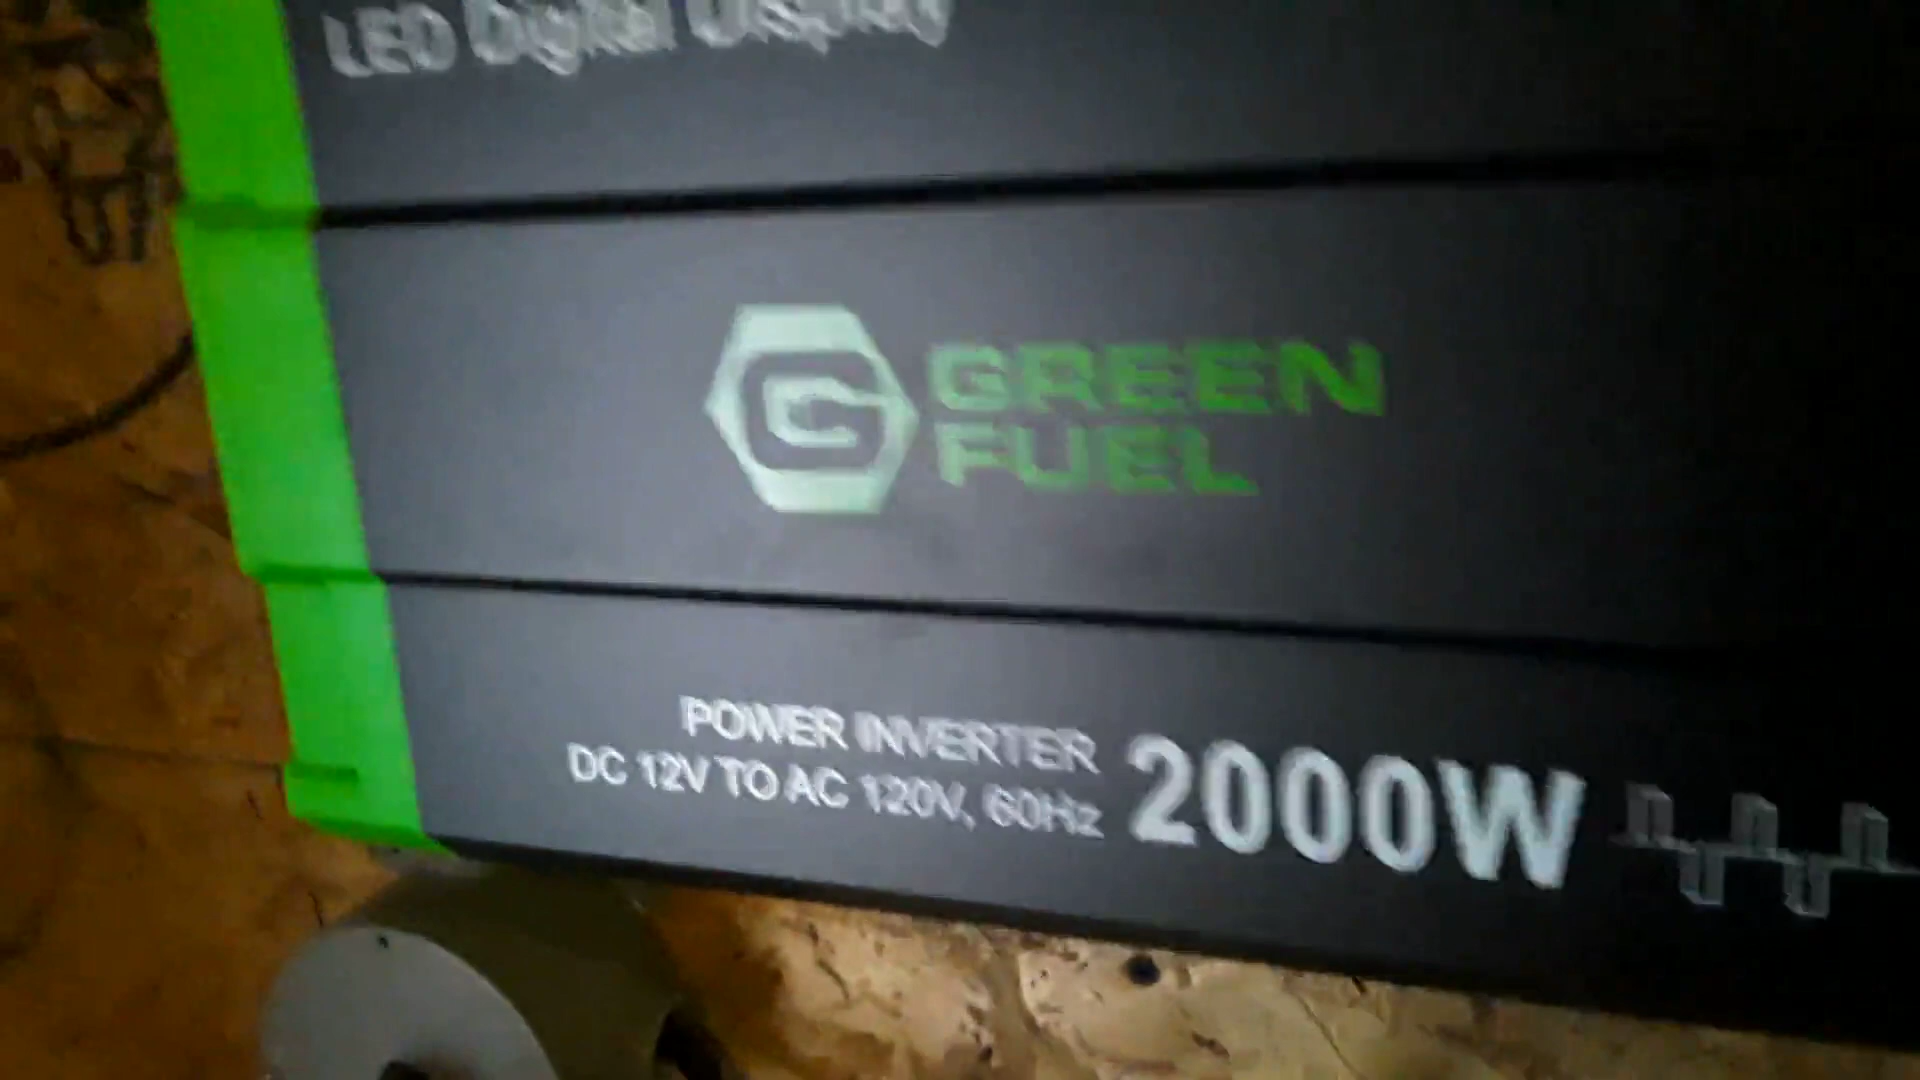 LED Digital Display
GREEN
FUEL
POWER INVERTER
DC 12V TO AC 120V, 60Hz
2000W